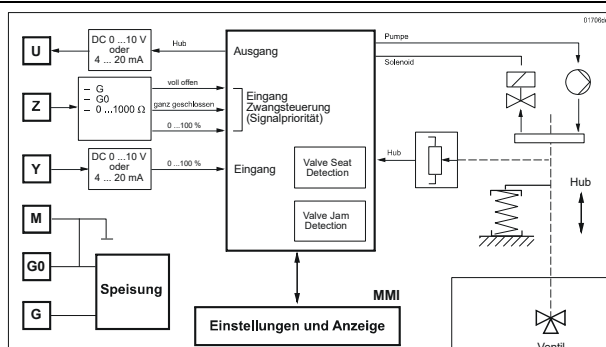 01706de
U
DC 0 ...10 V
oder
4 ... 20 mA
Hub
Ausgang
Pumpe
Solenoid
Z
– G
– G0
– 0 ...1000 Ω
voll offen
ganz geschlossen
0 ...100 %
Eingang
Zwangsteuerung
(Signalpriorität)
Y
DC 0 ...10 V
oder
4 ... 20 mA
0 ...100 %
Eingang
Valve Seat
Detection
Valve Jam
Detection
Hub
Hub
M
G0
G
Speisung
MMI
Einstellungen und Anzeige
Ventil